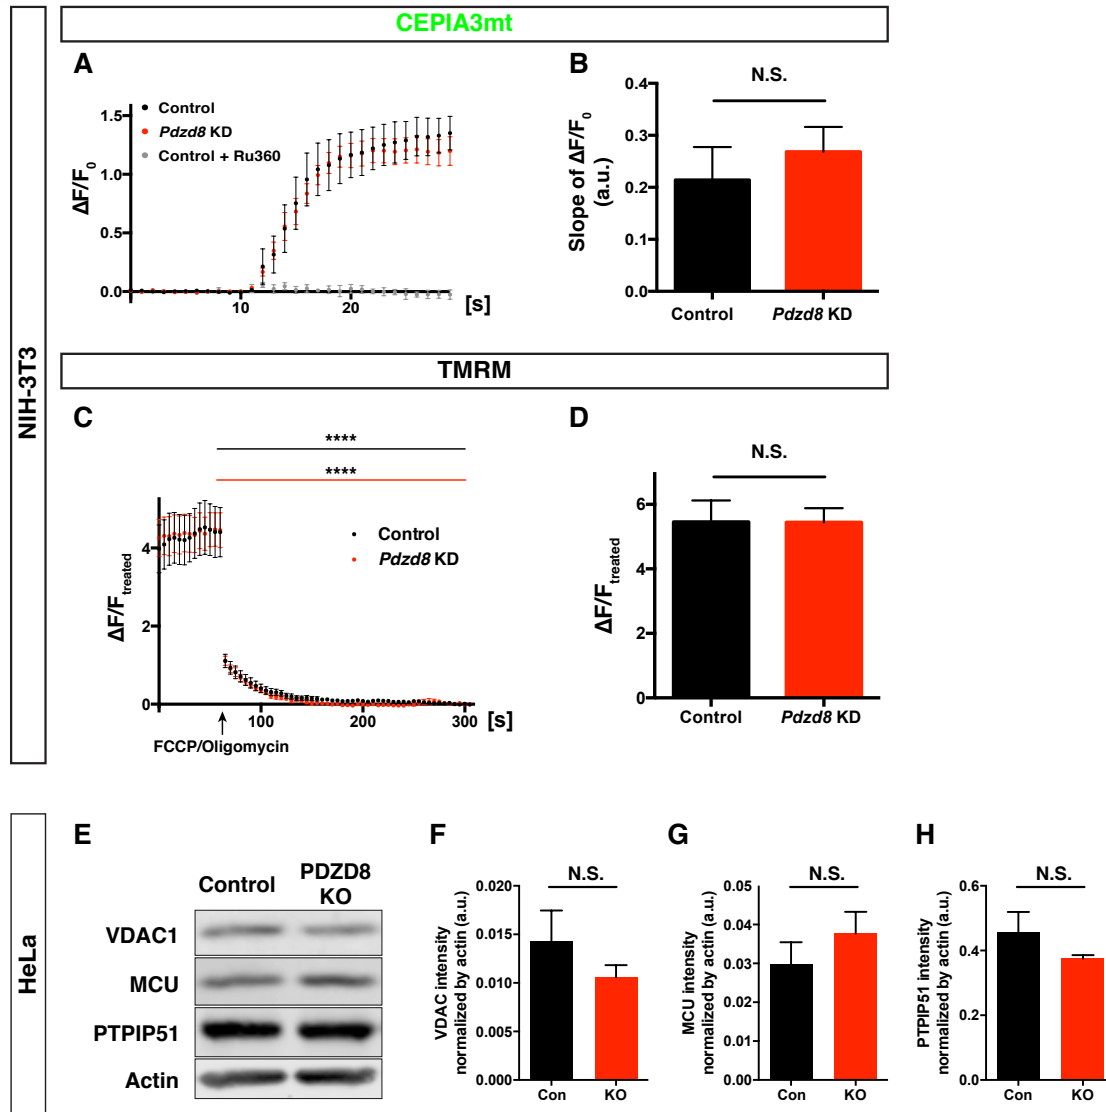 CEPIA3mt
NIH-3T3
A
Control
Pdzd8 KD
Control + Ru360
ΔF/F0
1.5
1.0
0.5
0.0
10
20
[s]
B
N.S.
Slope of ΔF/F0
(a.u.)
0.4
0.3
0.2
0.1
0.0
Control
Pdzd8 KD
TMRM
C
****
****
Control
Pdzd8 KD
ΔF/Ftreated
4
2
0
100
200
300
[s]
FCCP/Oligomycin
D
N.S.
ΔF/Ftreated
6
4
2
0
Control
Pdzd8 KD
HeLa
E
Control
PDZD8
KO
VDAC1
MCU
PTPIP51
Actin
F
N.S.
VDAC intensity
normalized by actin (a.u.)
0.020
0.015
0.010
0.005
0.000
Con
KO
G
N.S.
MCU intensity
normalized by actin (a.u.)
0.05
0.04
0.03
0.02
0.01
0.00
Con
KO
H
N.S.
PTPIP51 intensity
normalized by actin (a.u.)
0.6
0.4
0.2
0.0
Con
KO